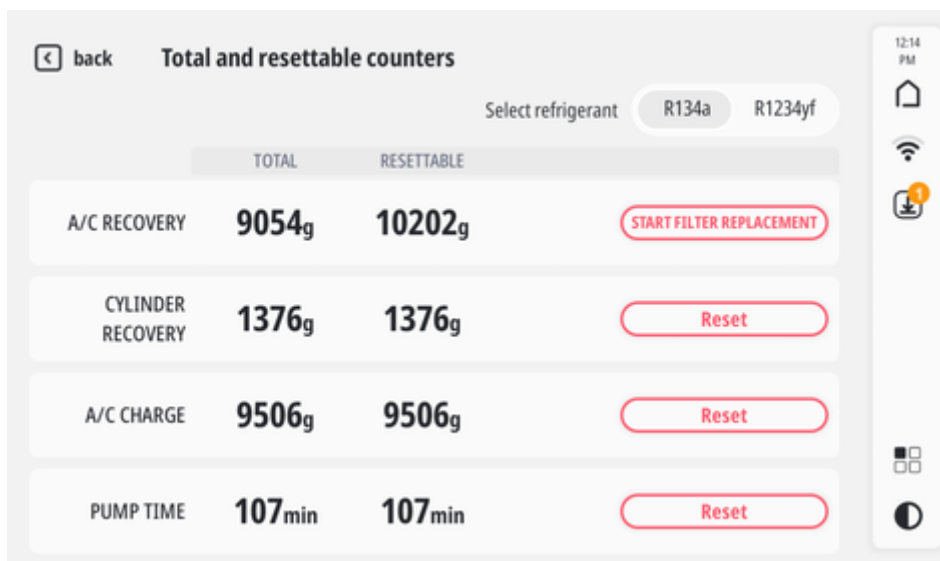 back Total and resettable counters
12:14
PM
Select refrigerant R134a R1234yf
TOTAL RESETTABLE
1
A/C RECOVERY 9054g 10202g START FILTER REPLACEMENT
CYLINDER
RECOVERY 1376g 1376g Reset
A/C CHARGE 9506g 9506g Reset
PUMP TIME 107min 107min Reset